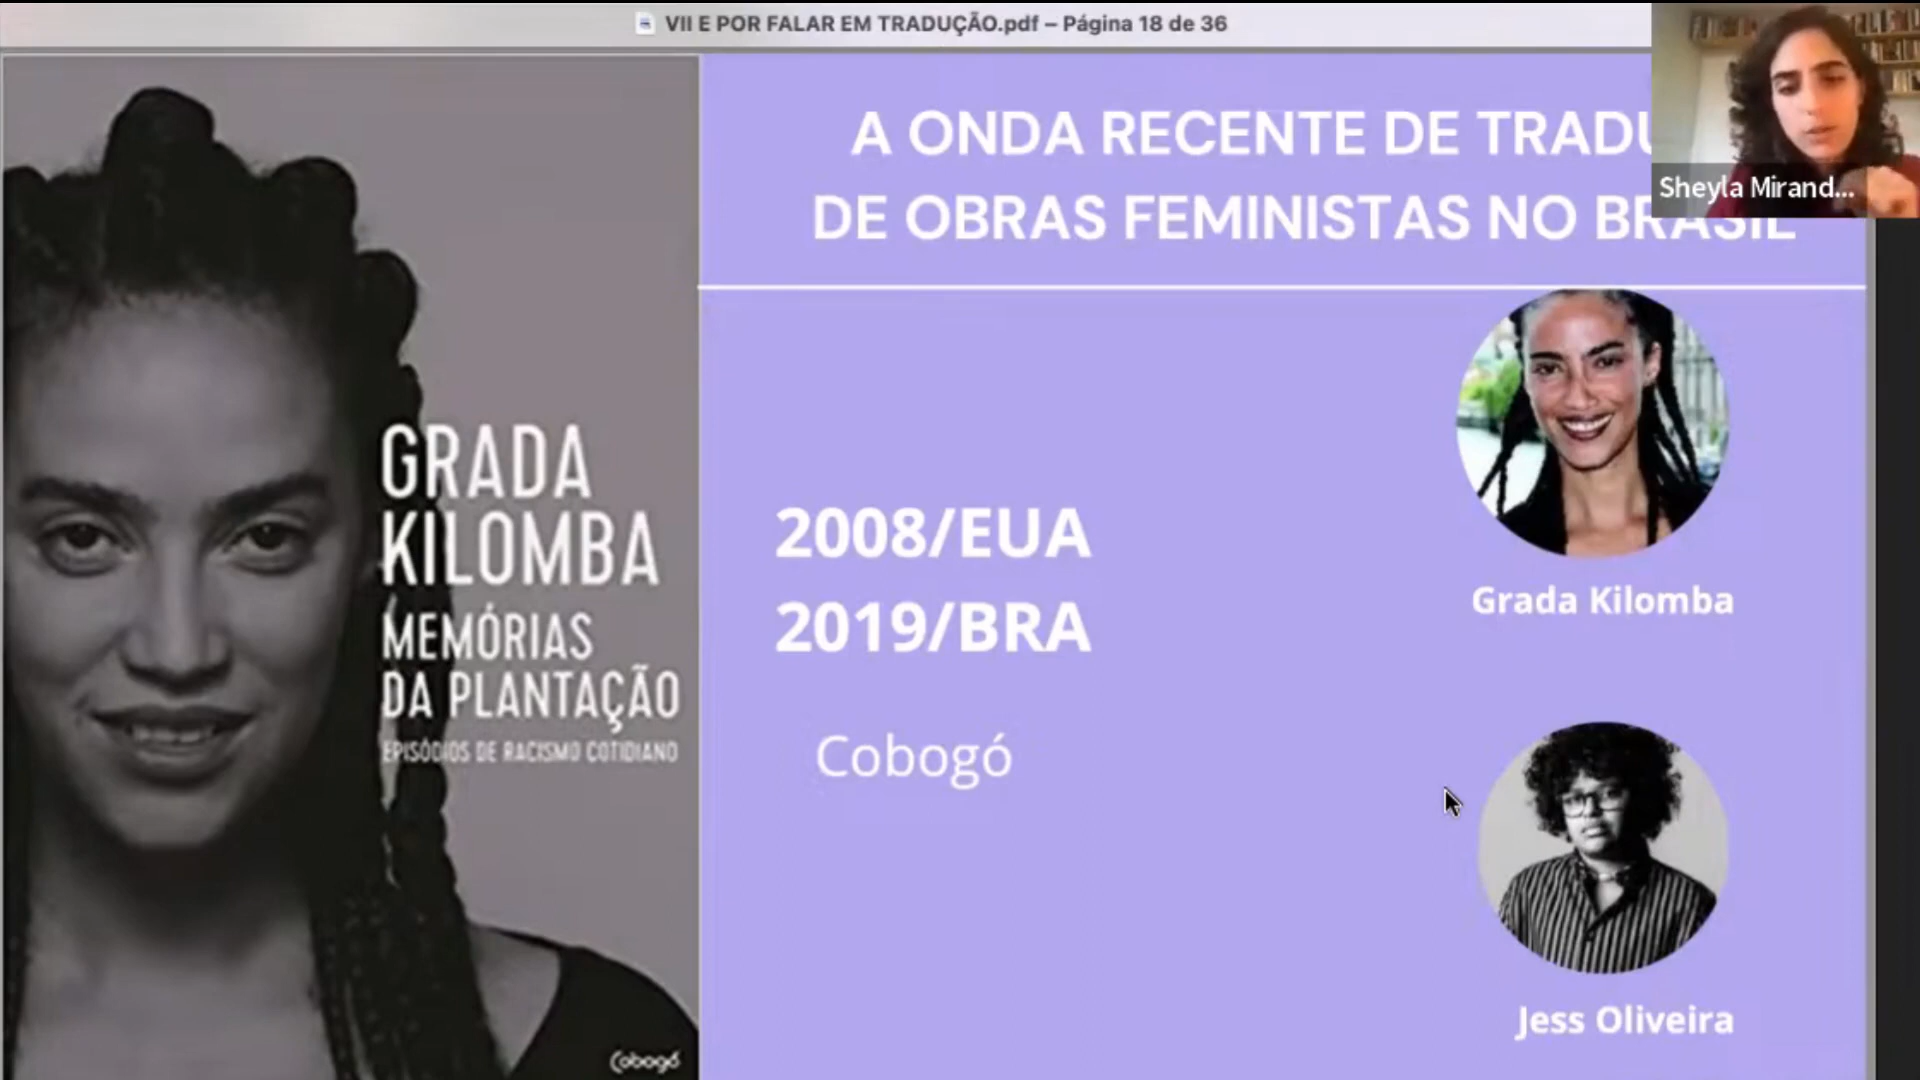 VII E POR FALAR EM TRADUÇÃO.pdf – Página 18 de 36
A ONDA RECENTE DE TRADU
DE OBRAS FEMINISTAS NO BRASIL
Sheyla Mirand...
GRADA
KILOMBA
MEMÓRIAS
DA PLANTAÇÃO
EPISÓDIOS DE RACISMO COTIDIANO
Cobogó
2008/EUA
2019/BRA
Cobogó
Grada Kilomba
Jess Oliveira